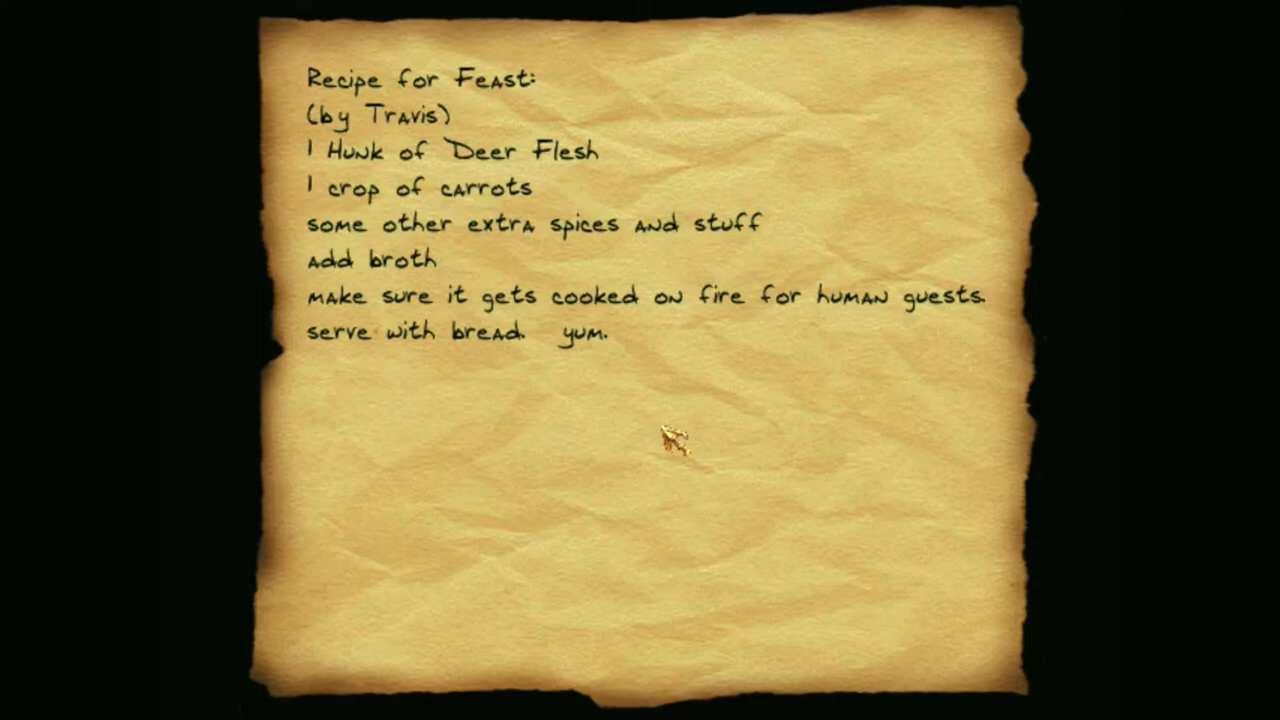 Recipe for Feast:
(by Travis)
1 Hunk of Deer Flesh
1 crop of carrots
some other extra spices and stuff
add broth
make sure it gets cooked on fire for human guests.
serve with bread.  yum.